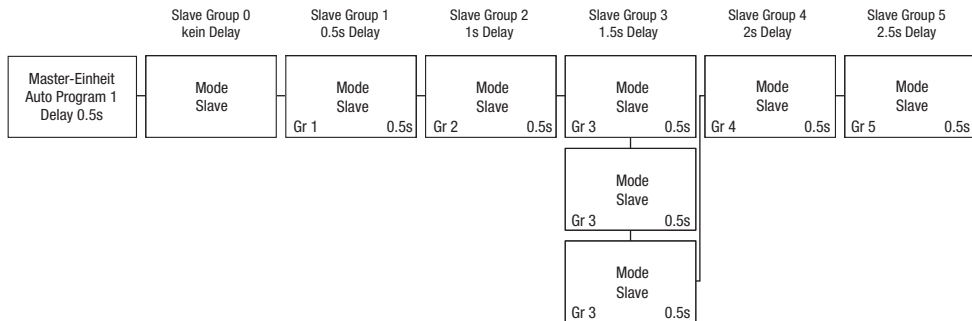 Slave Group 0
kein Delay
Slave Group 1
0.5s Delay
Slave Group 2
1s Delay
Slave Group 3
1.5s Delay
Slave Group 4
2s Delay
Slave Group 5
2.5s Delay
Master-Einheit
Auto Program 1
Delay 0.5s
Mode
Slave
Mode
Slave
Gr 1 0.5s
Mode
Slave
Gr 2 0.5s
Mode
Slave
Gr 3 0.5s
Mode
Slave
Gr 4 0.5s
Mode
Slave
Gr 5 0.5s
Mode
Slave
Gr 3 0.5s
Mode
Slave
Gr 3 0.5s